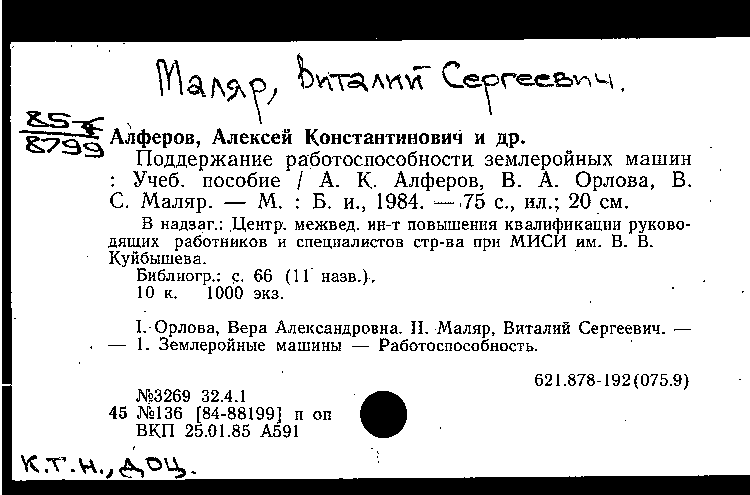 Маляр, Виталий Сергеевич.
85-4
8799
Алферов, Алексей Константинович и др.
Поддержание работоспособности землеройных машин
: Учеб. пособие / А. К. Алферов, В. А. Орлова, В.
С. Маляр. — М. : Б. и., 1984. — 75 с., ил.; 20 см.
В надзаг.: Центр. межвед. ин-т повышения квалификации руково-
дящих работников и специалистов стр-ва при МИСИ им. В. В.
Куйбышева.
Библиогр.: с. 66 (11 назв.).
10 к. 1000 экз.
I. Орлова, Вера Александровна. II. Маляр, Виталий Сергеевич. —
— 1. Землеройные машины — Работоспособность.
621.878-192(075.9)
№3269 32.4.1
45 №136 [84-88199] п оп
ВКП 25.01.85 А591
к.т.н., доц.